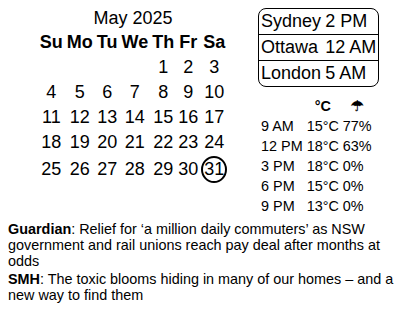 May 2025
Su Mo Tu We Th Fr Sa
1 2 3
4 5 6 7 8 9 10
11 12 13 14 15 16 17
18 19 20 21 22 23 24
25 26 27 28 29 30 31
Sydney 2 PM
Ottawa 12 AM
London 5 AM
°C ☂
9 AM 15°C 77%
12 PM 18°C 63%
3 PM 18°C 0%
6 PM 15°C 0%
9 PM 13°C 0%
Guardian: Relief for ‘a million daily commuters’ as NSW
government and rail unions reach pay deal after months at
odds
SMH: The toxic blooms hiding in many of our homes – and a
new way to find them